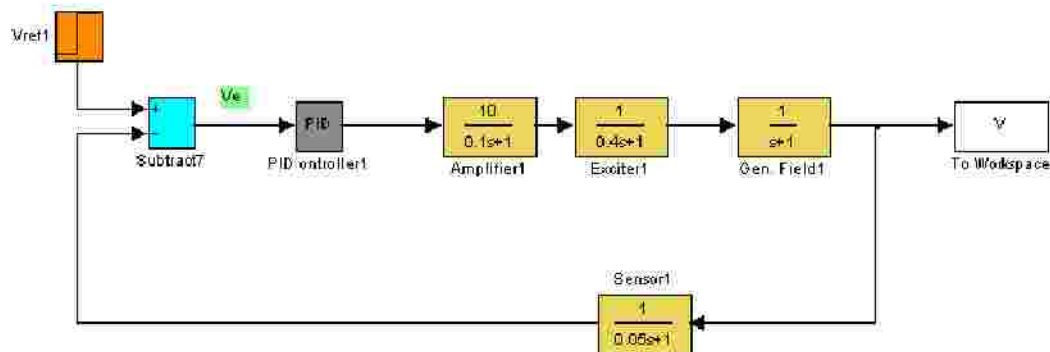 Vref1
Ve
+
−
Subtract7
PID
PID ontroller1
10
0.1s+1
Amplifier1
1
0.4s+1
Exciter1
1
s+1
Gen. Field1
V
To Workspace
Sensor1
1
0.05s+1